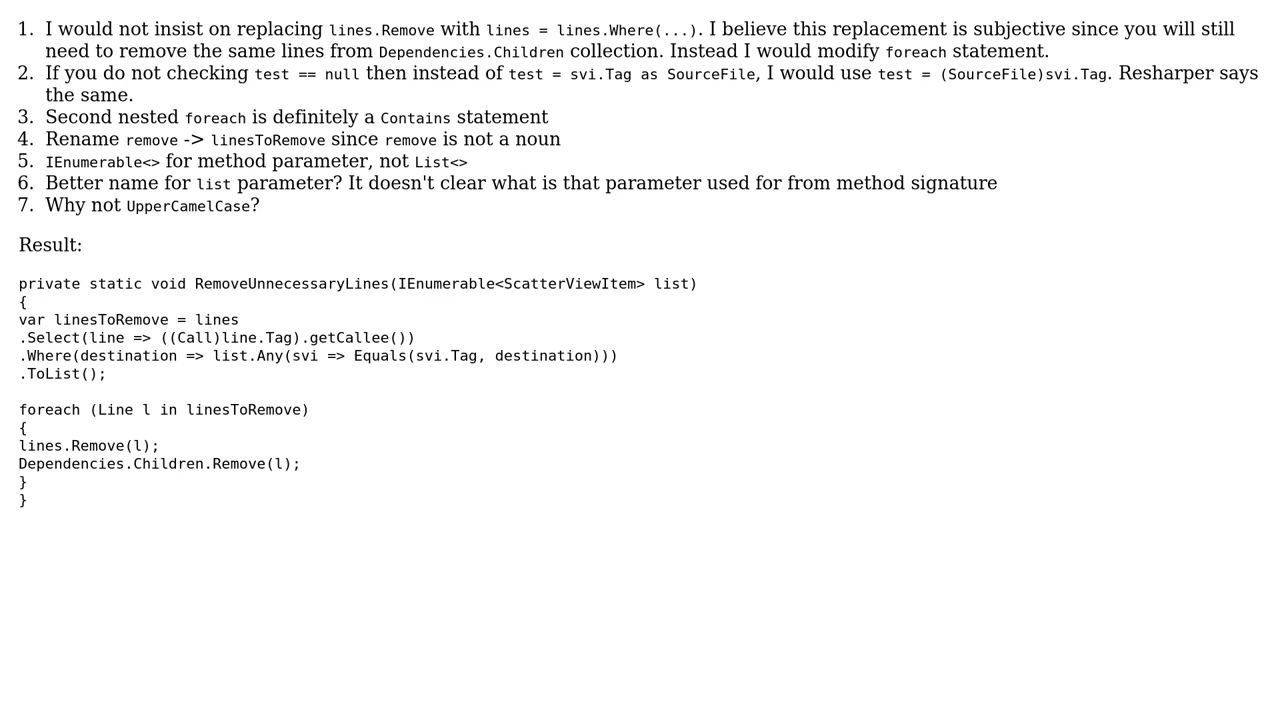 1. I would not insist on replacing lines.Remove with lines = lines.Where(...). I believe this replacement is subjective since you will still
need to remove the same lines from Dependencies.Children collection. Instead I would modify foreach statement.
2. If you do not checking test == null then instead of test = svi.Tag as SourceFile, I would use test = (SourceFile)svi.Tag. Resharper says
the same.
3. Second nested foreach is definitely a Contains statement
4. Rename remove -> linesToRemove since remove is not a noun
5. IEnumerable<> for method parameter, not List<>
6. Better name for list parameter? It doesn't clear what is that parameter used for from method signature
7. Why not UpperCamelCase?
Result:
private static void RemoveUnnecessaryLines(IEnumerable<ScatterViewItem> list)
{
var linesToRemove = lines
.Select(line => ((Call)line.Tag).getCallee())
.Where(destination => list.Any(svi => Equals(svi.Tag, destination)))
.ToList();
foreach (Line l in linesToRemove)
{
lines.Remove(l);
Dependencies.Children.Remove(l);
}
}